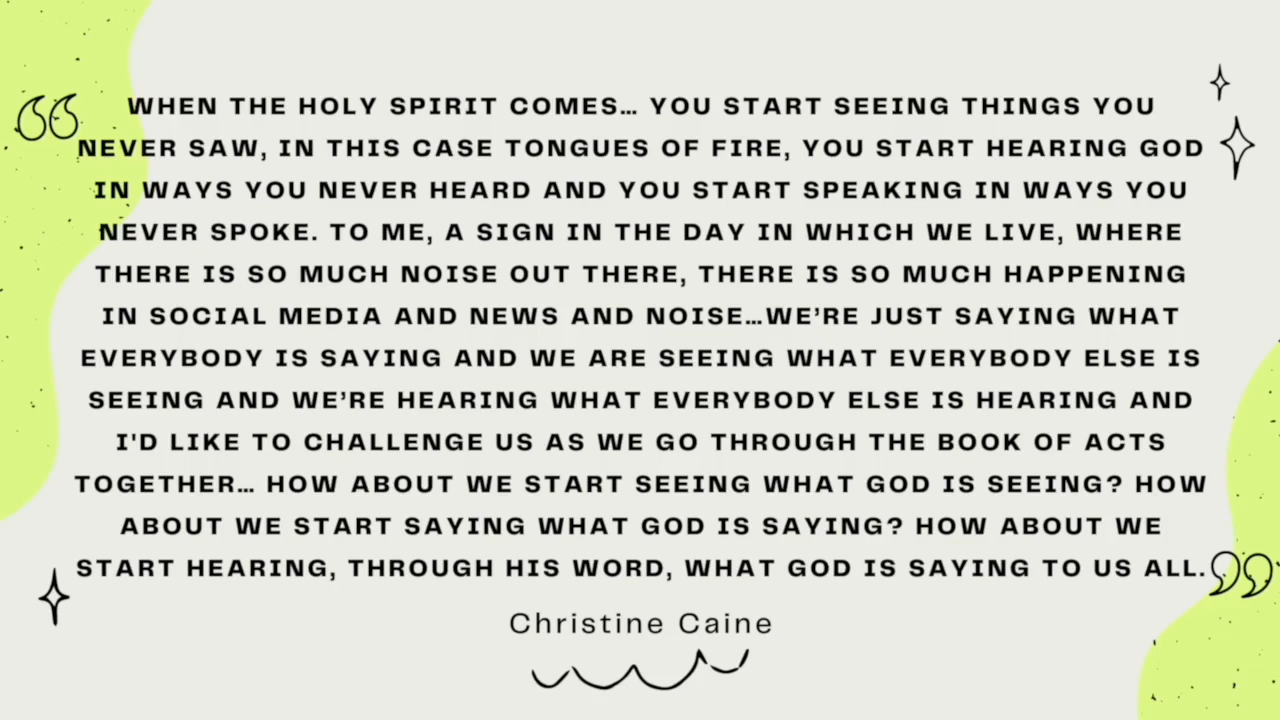 WHEN THE HOLY SPIRIT COMES… YOU START SEEING THINGS YOU
NEVER SAW, IN THIS CASE TONGUES OF FIRE, YOU START HEARING GOD
IN WAYS YOU NEVER HEARD AND YOU START SPEAKING IN WAYS YOU
NEVER SPOKE. TO ME, A SIGN IN THE DAY IN WHICH WE LIVE, WHERE
THERE IS SO MUCH NOISE OUT THERE, THERE IS SO MUCH HAPPENING
IN SOCIAL MEDIA AND NEWS AND NOISE…WE’RE JUST SAYING WHAT
EVERYBODY IS SAYING AND WE ARE SEEING WHAT EVERYBODY ELSE IS
SEEING AND WE’RE HEARING WHAT EVERYBODY ELSE IS HEARING AND
I'D LIKE TO CHALLENGE US AS WE GO THROUGH THE BOOK OF ACTS
TOGETHER… HOW ABOUT WE START SEEING WHAT GOD IS SEEING? HOW
ABOUT WE START SAYING WHAT GOD IS SAYING? HOW ABOUT WE
START HEARING, THROUGH HIS WORD, WHAT GOD IS SAYING TO US ALL.
Christine Caine